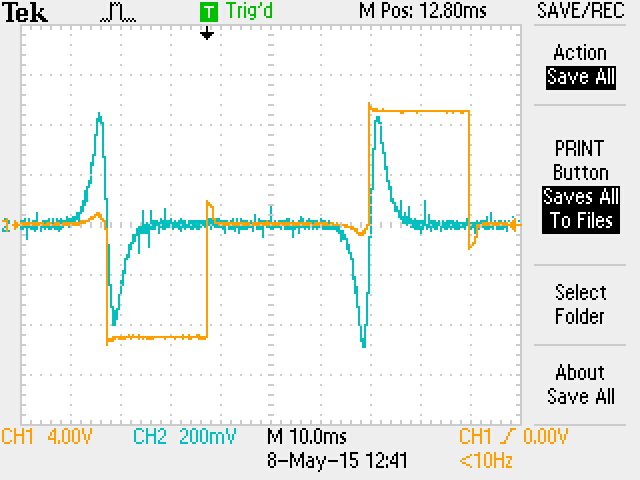 Tek T Trig'd M Pos: 12.80ms SAVE/REC
Action
Save All
PRINT
Button
Saves All
To Files
Select
Folder
About
Save All
1
CH1 4.00V CH2 200mV M 10.0ms CH1 0.00V
8-May-15 12:41 <10Hz